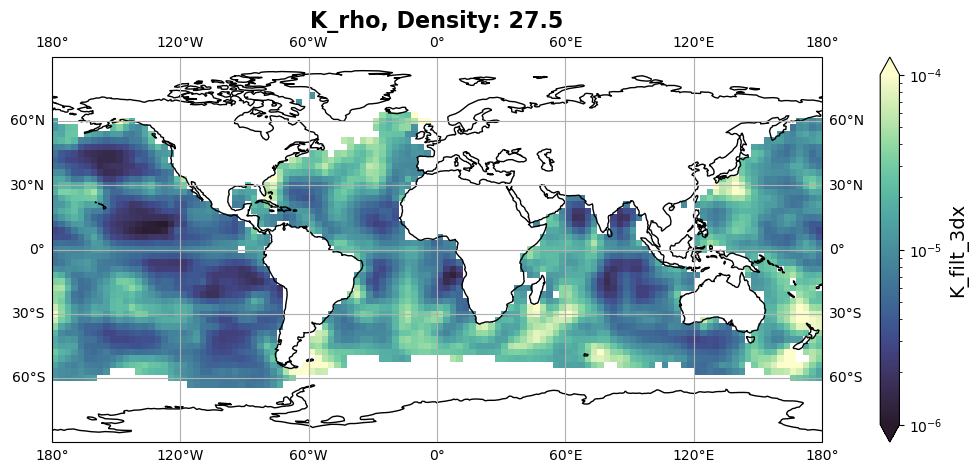 K_rho, Density: 27.5
180° 120°W 60°W 0° 60°E 120°E 180°
60°N 60°N
30°N 30°N
0° 0°
30°S 30°S
60°S 60°S
180° 120°W 60°W 0° 60°E 120°E 180°
10⁻⁴
10⁻⁵
10⁻⁶
K_filt_3dx